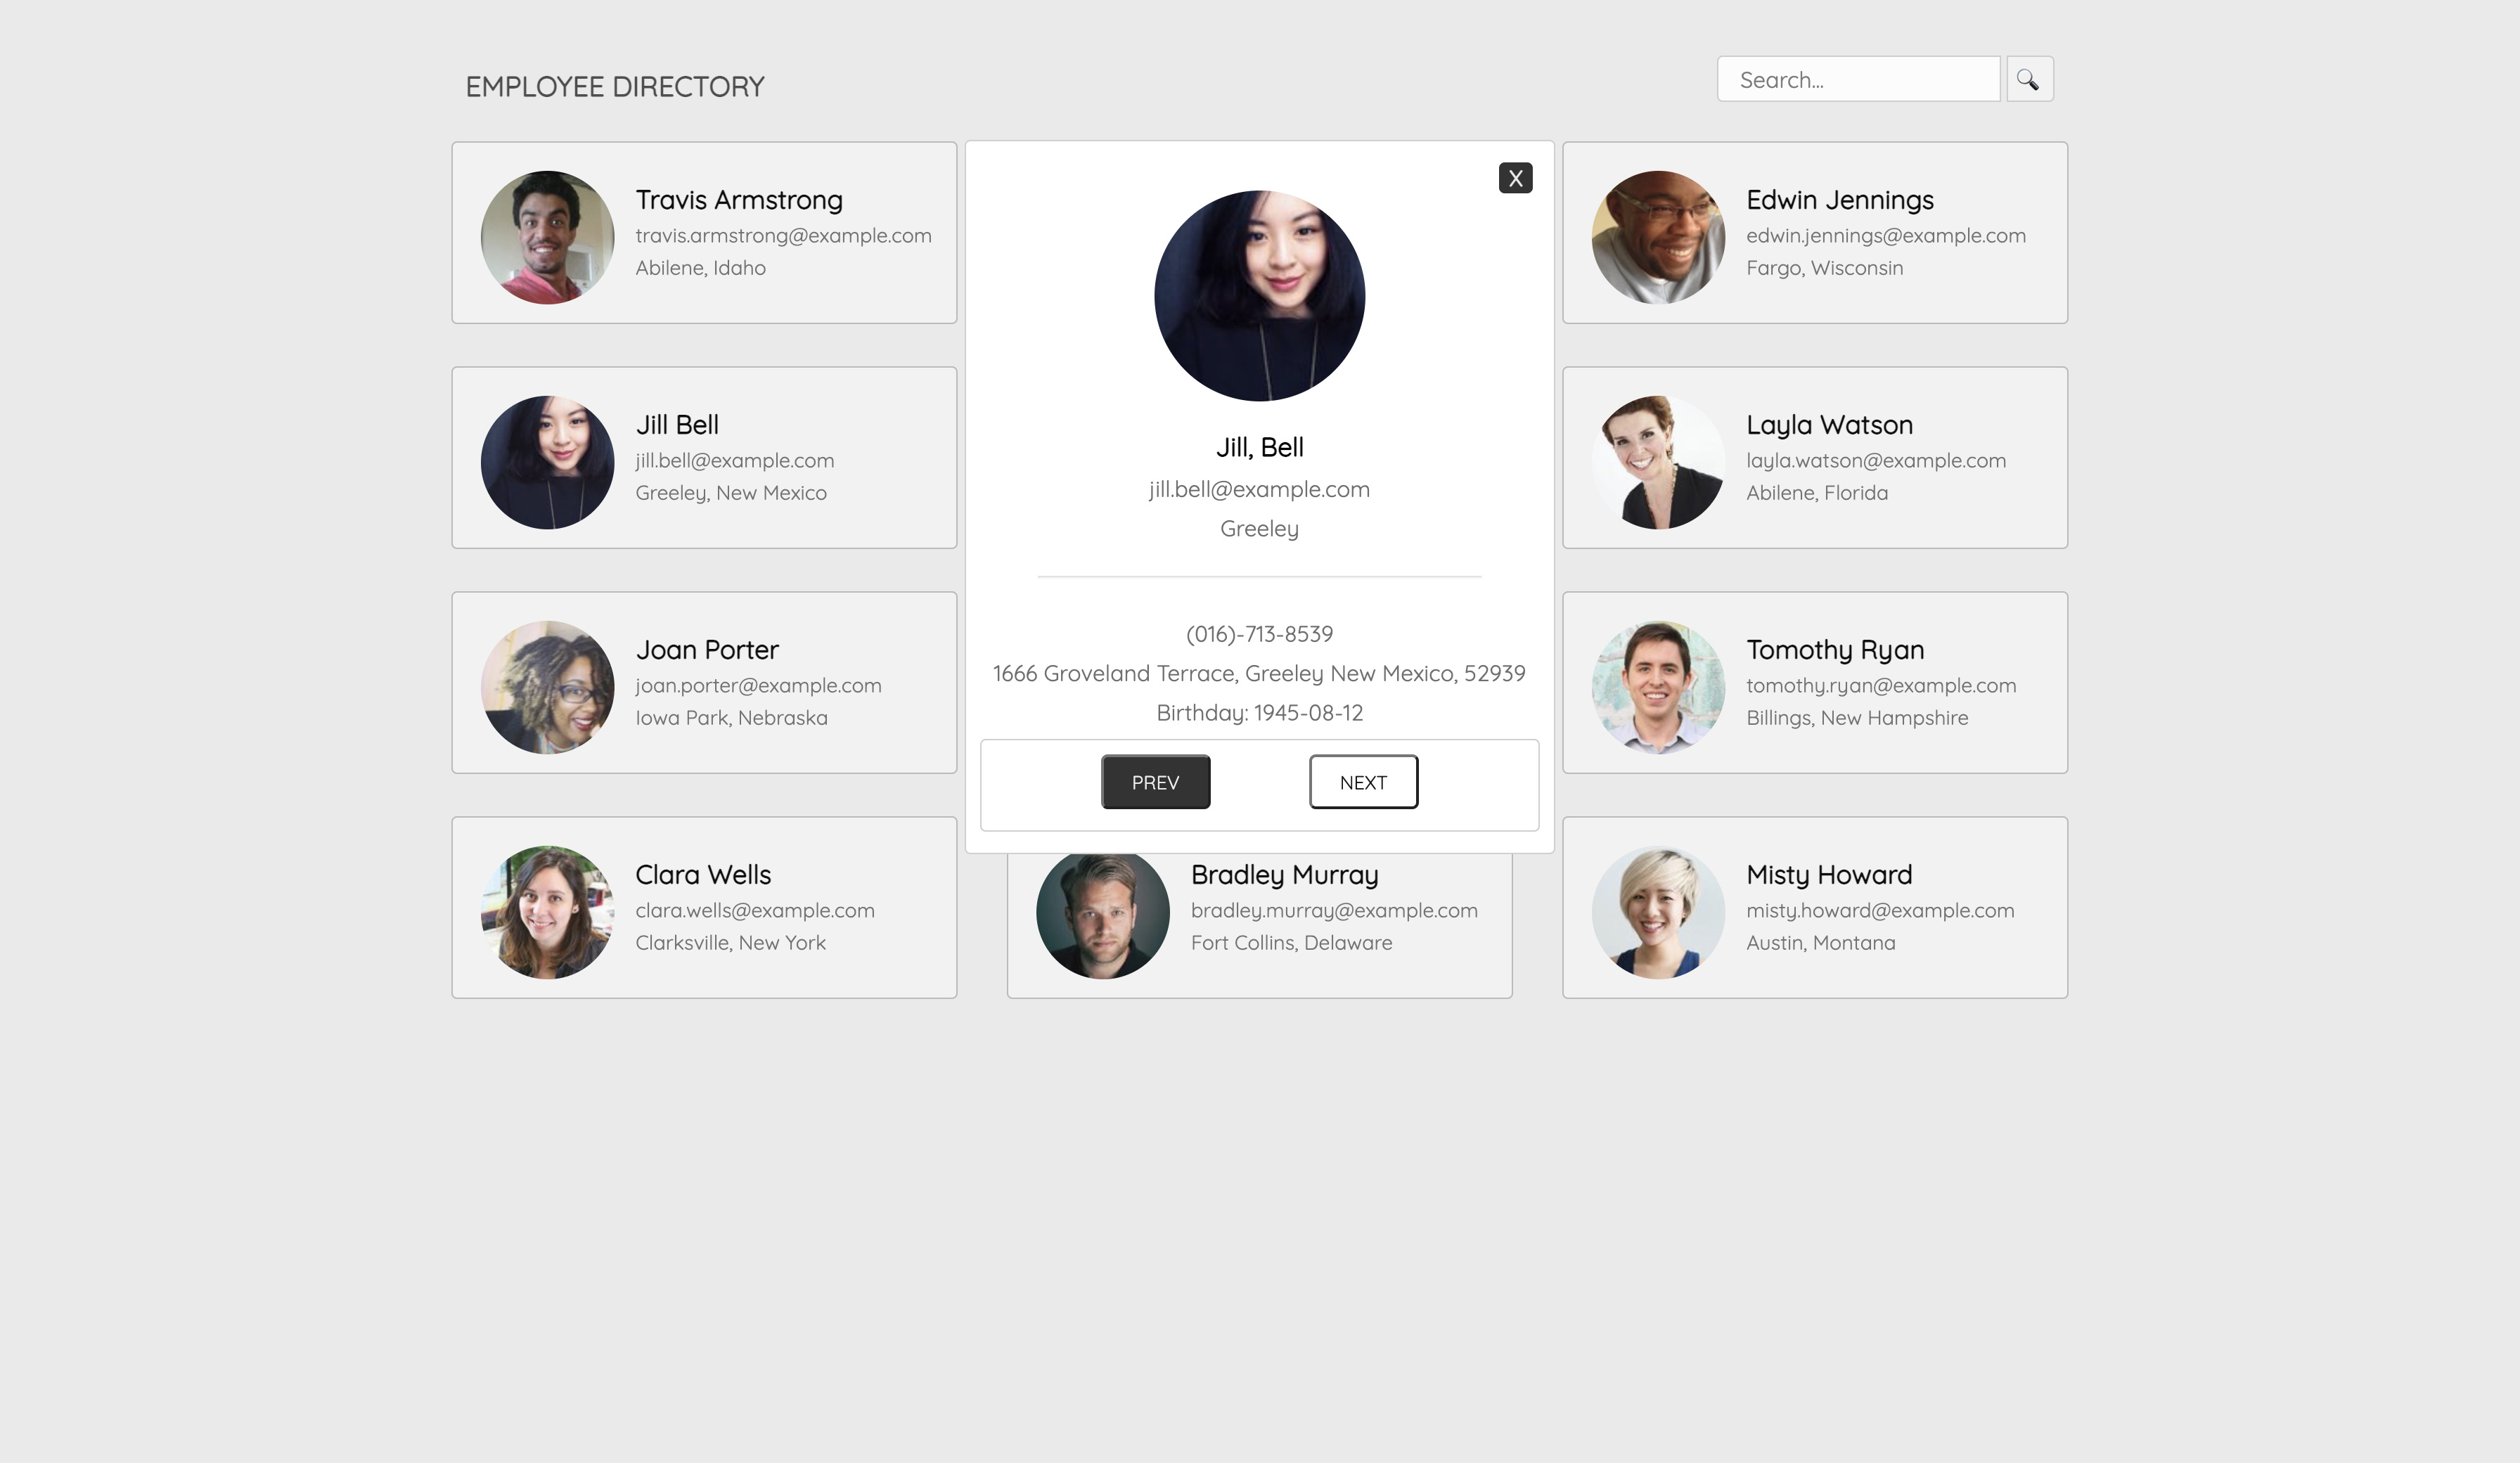 EMPLOYEE DIRECTORY
Search...
Travis Armstrong
travis.armstrong@example.com
Abilene, Idaho
X
Jill, Bell
jill.bell@example.com
Greeley
(016)-713-8539
1666 Groveland Terrace, Greeley New Mexico, 52939
Birthday: 1945-08-12
PREV
NEXT
Edwin Jennings
edwin.jennings@example.com
Fargo, Wisconsin
Jill Bell
jill.bell@example.com
Greeley, New Mexico
Layla Watson
layla.watson@example.com
Abilene, Florida
Joan Porter
joan.porter@example.com
Iowa Park, Nebraska
Tomothy Ryan
tomothy.ryan@example.com
Billings, New Hampshire
Clara Wells
clara.wells@example.com
Clarksville, New York
Bradley Murray
bradley.murray@example.com
Fort Collins, Delaware
Misty Howard
misty.howard@example.com
Austin, Montana